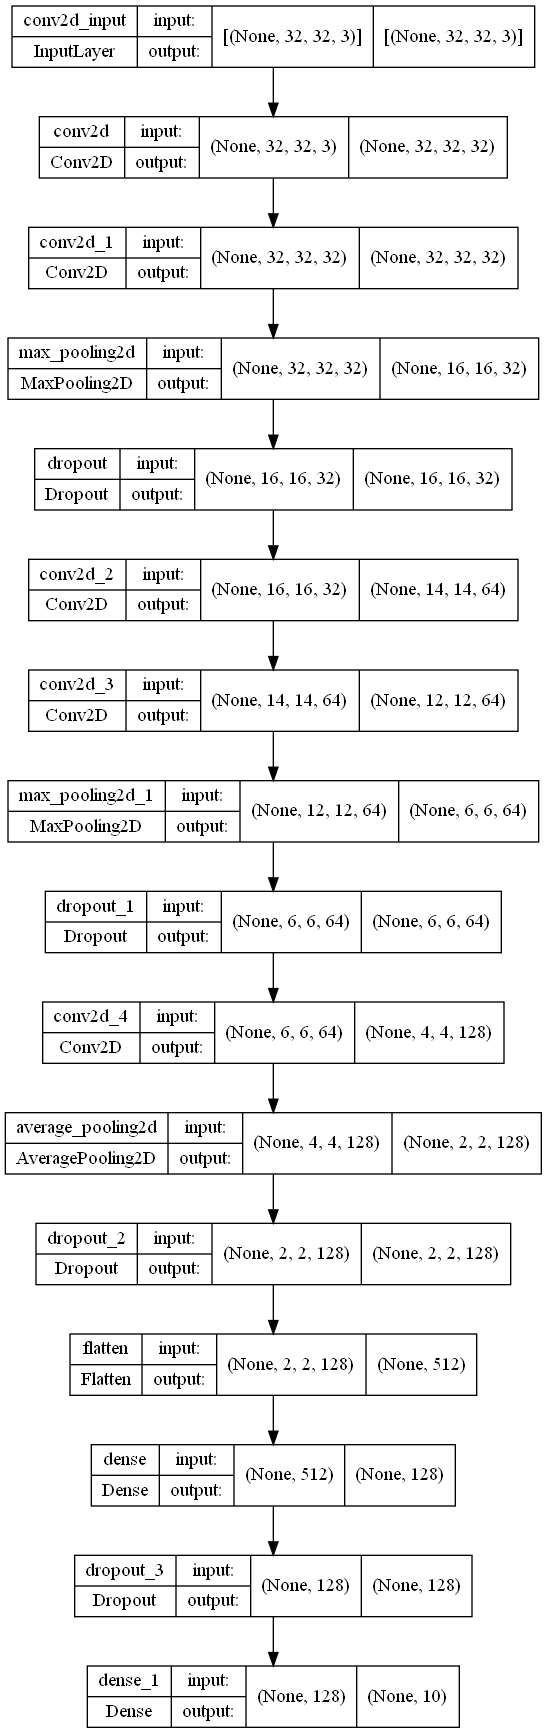 conv2d_input input: [(None, 32, 32, 3)] [(None, 32, 32, 3)]
InputLayer output:
conv2d input: (None, 32, 32, 3) (None, 32, 32, 32)
Conv2D output:
conv2d_1 input: (None, 32, 32, 32) (None, 32, 32, 32)
Conv2D output:
max_pooling2d input: (None, 32, 32, 32) (None, 16, 16, 32)
MaxPooling2D output:
dropout input: (None, 16, 16, 32) (None, 16, 16, 32)
Dropout output:
conv2d_2 input: (None, 16, 16, 32) (None, 14, 14, 64)
Conv2D output:
conv2d_3 input: (None, 14, 14, 64) (None, 12, 12, 64)
Conv2D output:
max_pooling2d_1 input: (None, 12, 12, 64) (None, 6, 6, 64)
MaxPooling2D output:
dropout_1 input: (None, 6, 6, 64) (None, 6, 6, 64)
Dropout output:
conv2d_4 input: (None, 6, 6, 64) (None, 4, 4, 128)
Conv2D output:
average_pooling2d input: (None, 4, 4, 128) (None, 2, 2, 128)
AveragePooling2D output:
dropout_2 input: (None, 2, 2, 128) (None, 2, 2, 128)
Dropout output:
flatten input: (None, 2, 2, 128) (None, 512)
Flatten output:
dense input: (None, 512) (None, 128)
Dense output:
dropout_3 input: (None, 128) (None, 128)
Dropout output:
dense_1 input: (None, 128) (None, 10)
Dense output: